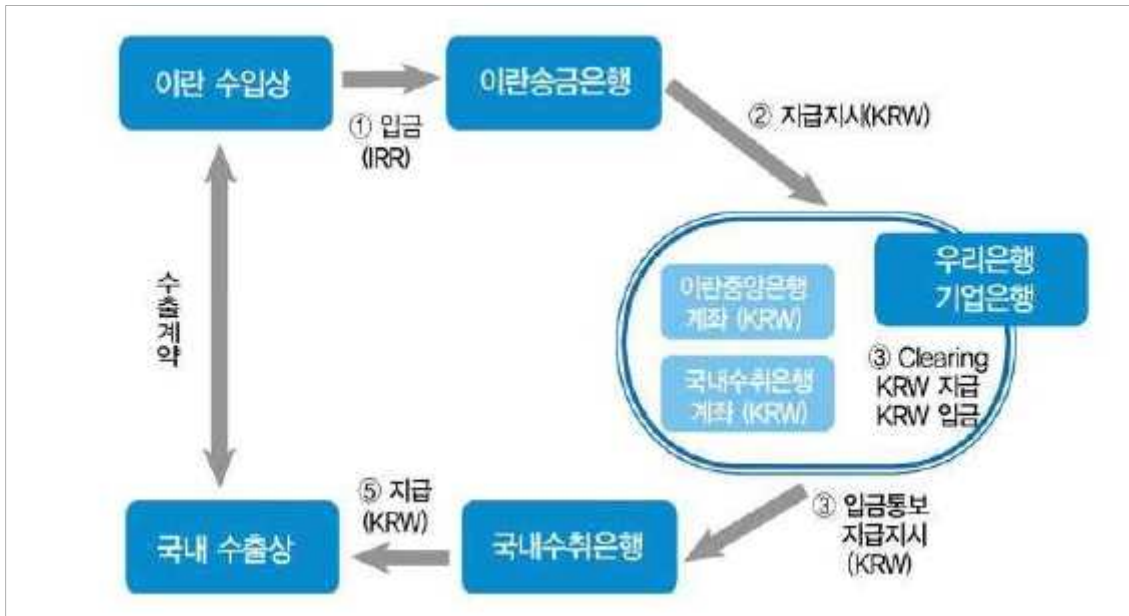 이란 수입상
① 입금
(IRR)
이란송금은행
② 지급지시(KRW)
우리은행
기업은행
이란중앙은행
계좌 (KRW)
국내수취은행
계좌 (KRW)
③ Clearing
KRW 지급
KRW 입금
수출계약
③ 입금통보
지급지시
(KRW)
국내수취은행
⑤ 지급
(KRW)
국내 수출상